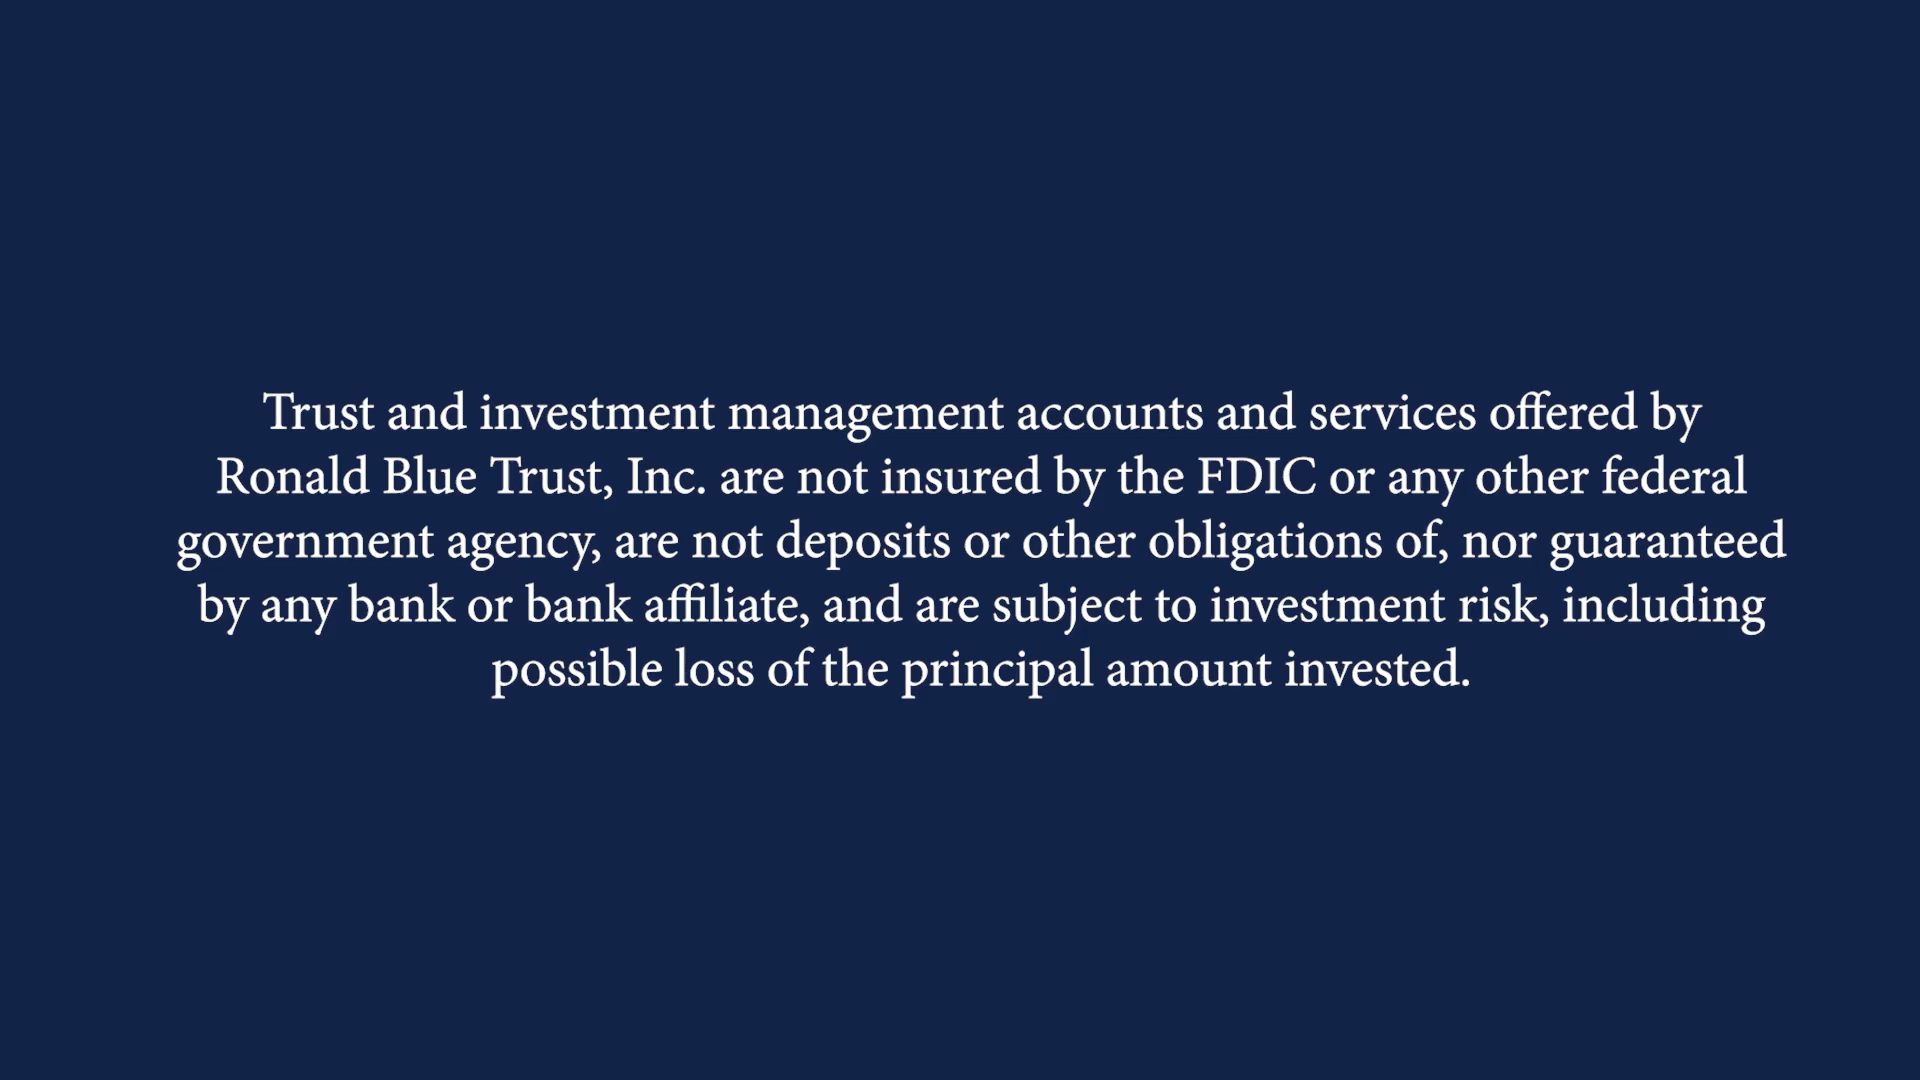 Trust and investment management accounts and services offered by
Ronald Blue Trust, Inc. are not insured by the FDIC or any other federal
government agency, are not deposits or other obligations of, nor guaranteed
by any bank or bank affiliate, and are subject to investment risk, including
possible loss of the principal amount invested.